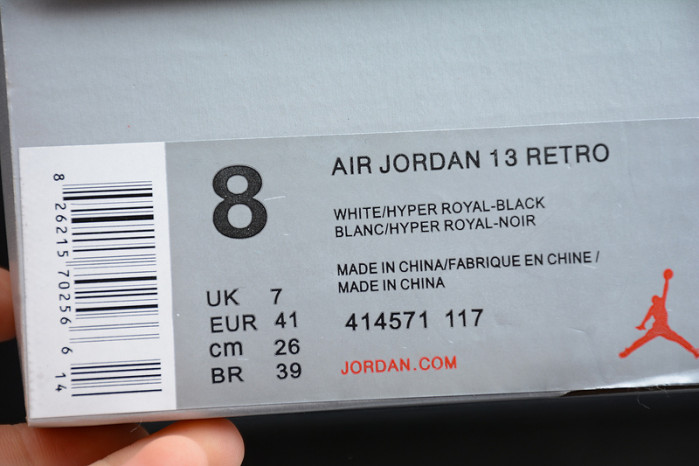 8 26215 70256 6 14
8
AIR JORDAN 13 RETRO
WHITE/HYPER ROYAL-BLACK
BLANC/HYPER ROYAL-NOIR
MADE IN CHINA/FABRIQUE EN CHINE /
MADE IN CHINA
UK 7
EUR 41
cm 26
BR 39
414571 117
JORDAN.COM